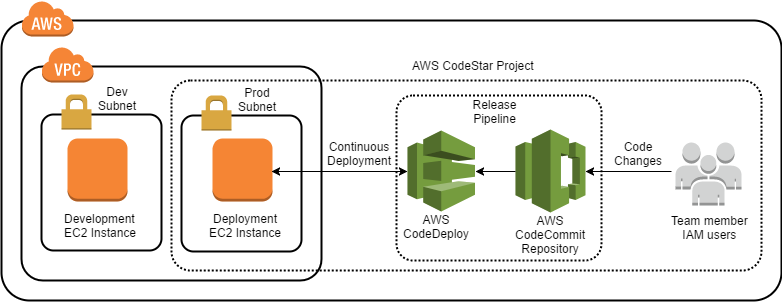 AWS
VPC
AWS CodeStar Project
Dev
Subnet
Prod
Subnet
Release
Pipeline
Continuous
Deployment
Code
Changes
Development
EC2 Instance
Deployment
EC2 Instance
AWS
CodeDeploy
AWS
CodeCommit
Repository
Team member
IAM users